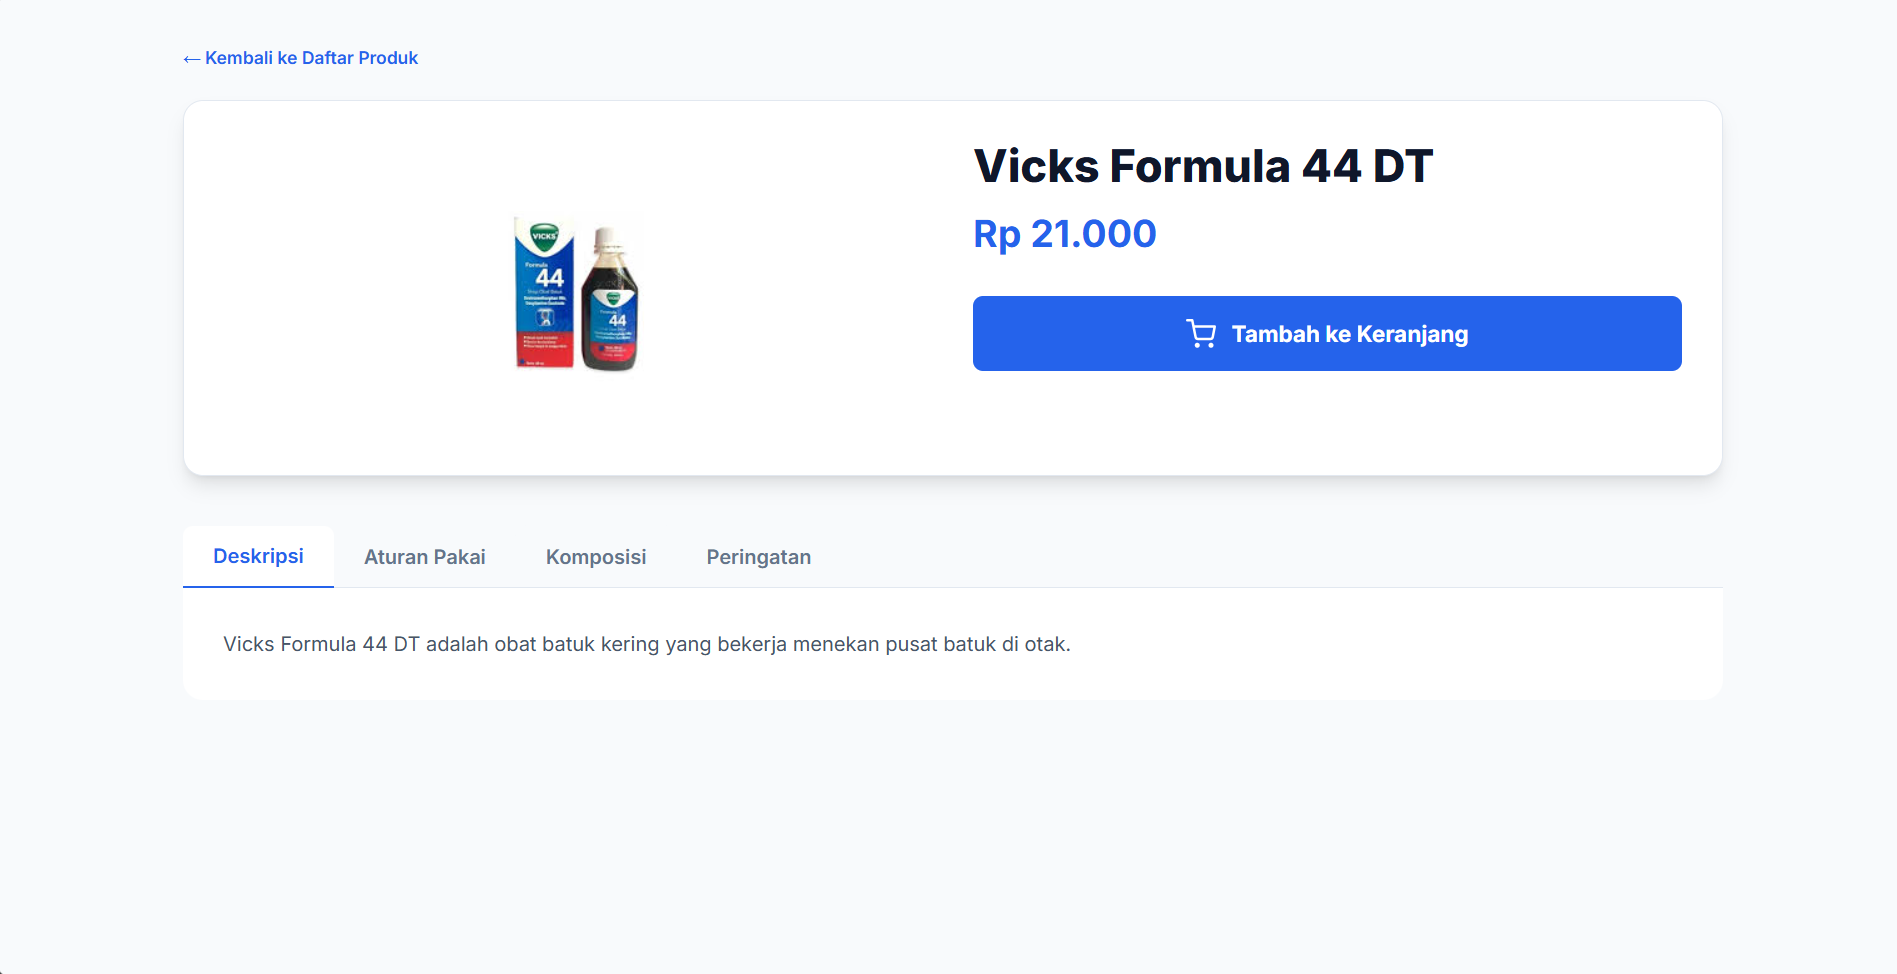 ← Kembali ke Daftar Produk
VICKS
Formula
44
VICKS
Formula
44
Vicks Formula 44 DT
Rp 21.000
Tambah ke Keranjang
Deskripsi Aturan Pakai Komposisi Peringatan
Vicks Formula 44 DT adalah obat batuk kering yang bekerja menekan pusat batuk di otak.